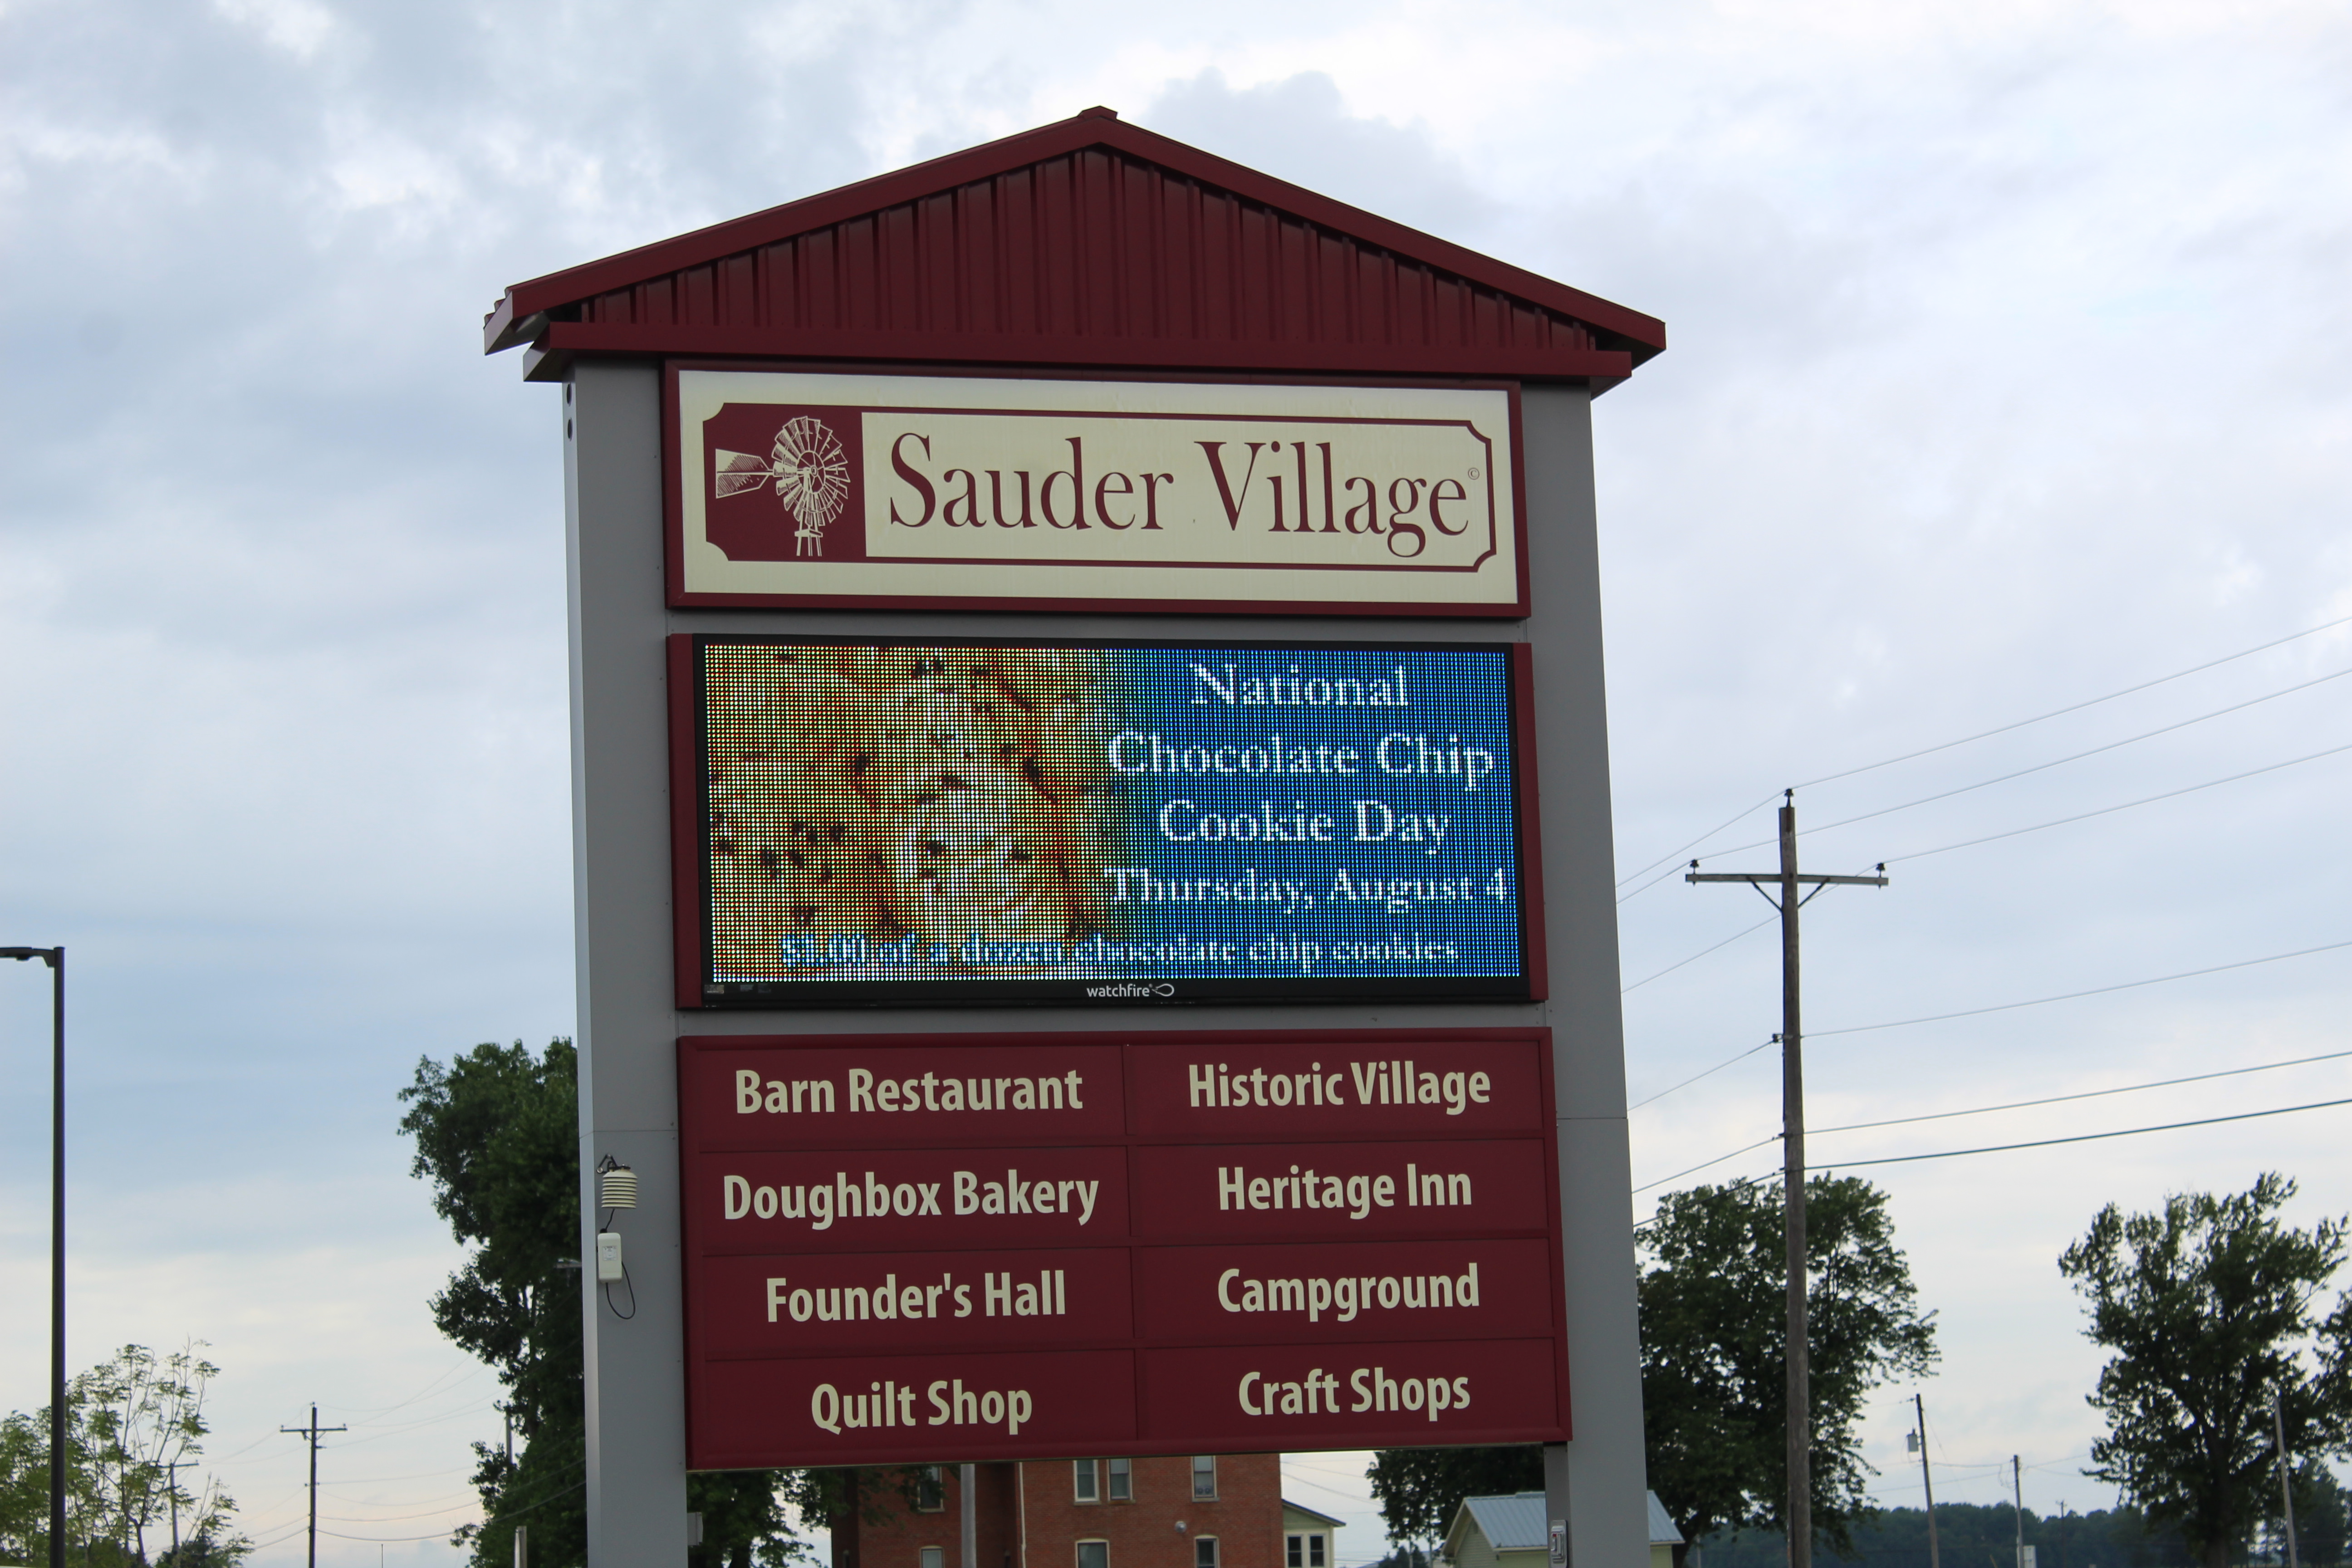 Sauder Village©
National
Chocolate Chip
Cookie Day
Thursday, August 4
$1.00 of a dozen chocolate chip cookies
watchfire
Barn Restaurant
Historic Village
Doughbox Bakery
Heritage Inn
Founder's Hall
Campground
Quilt Shop
Craft Shops